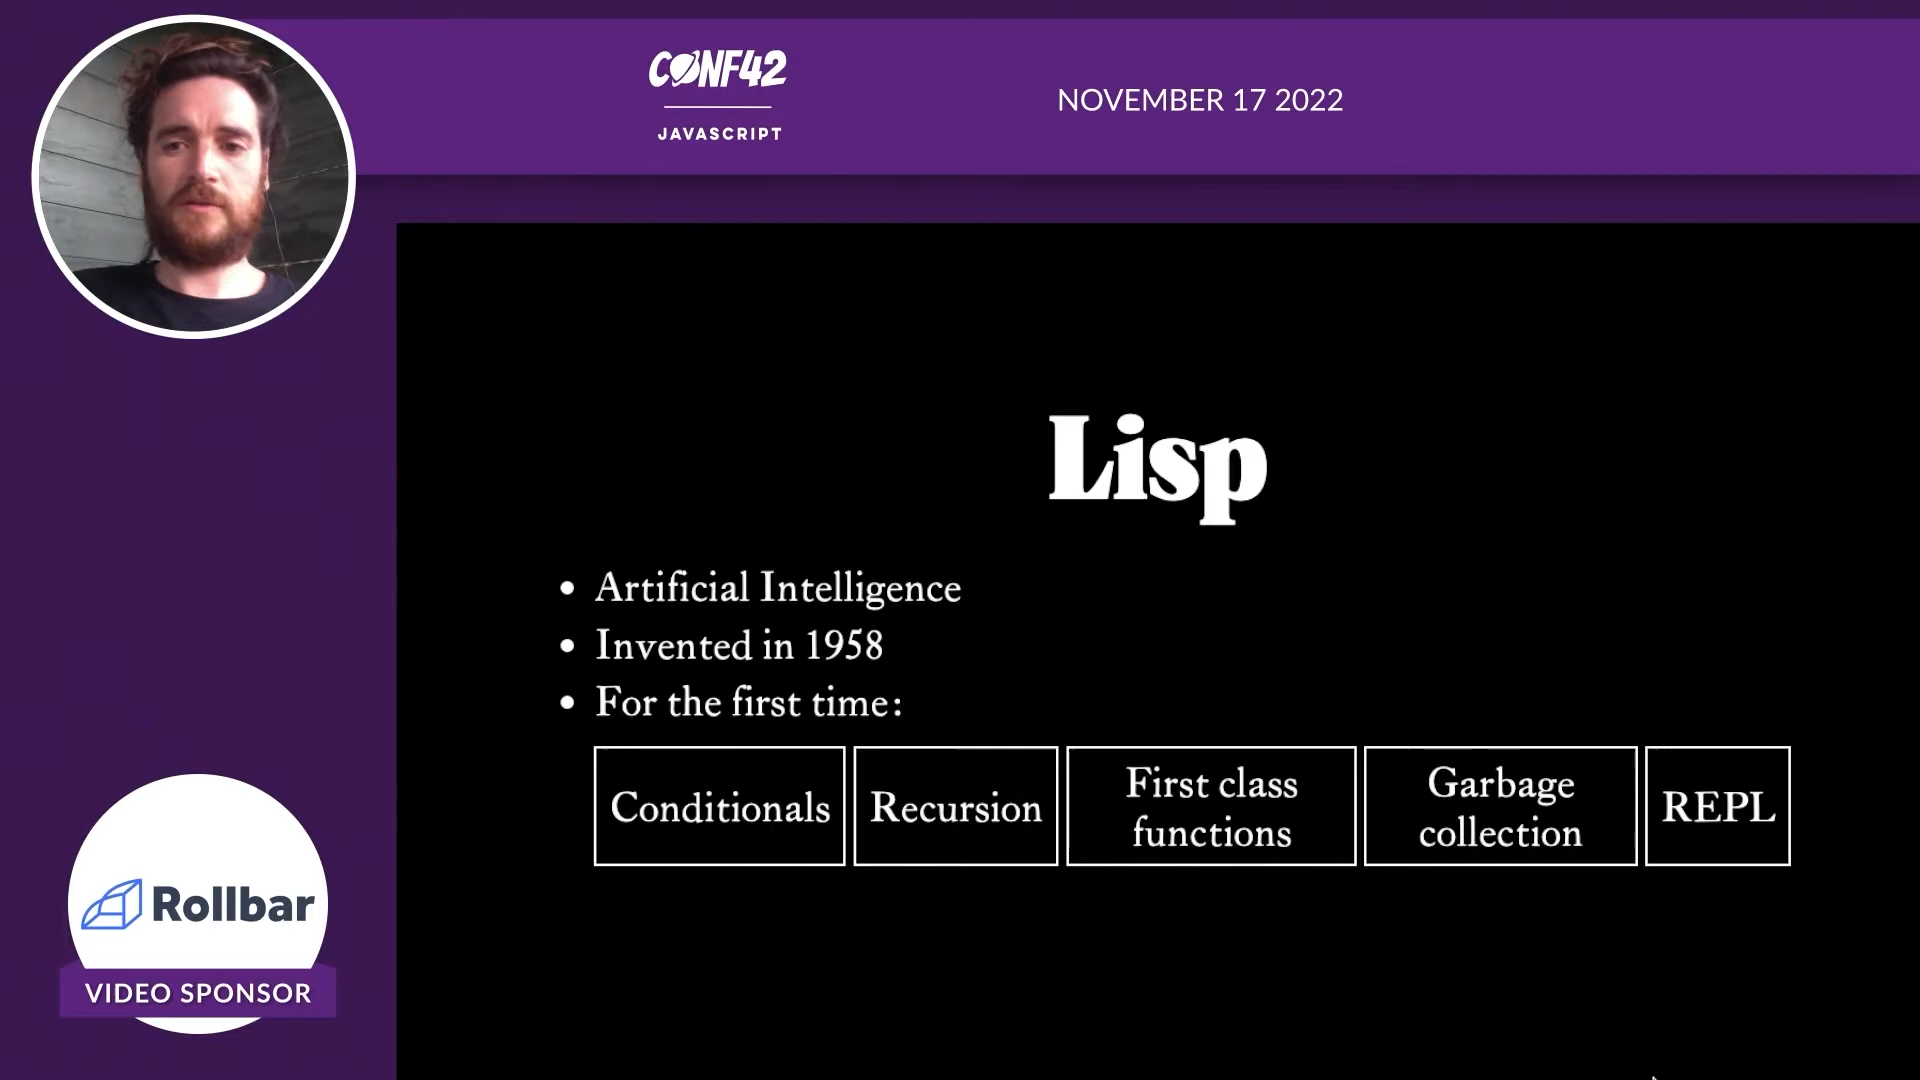 CONF42
JAVASCRIPT
NOVEMBER 17 2022
Lisp
• Artificial Intelligence
• Invented in 1958
• For the first time:
Conditionals
Recursion
First class
functions
Garbage
collection
REPL
Rollbar
VIDEO SPONSOR